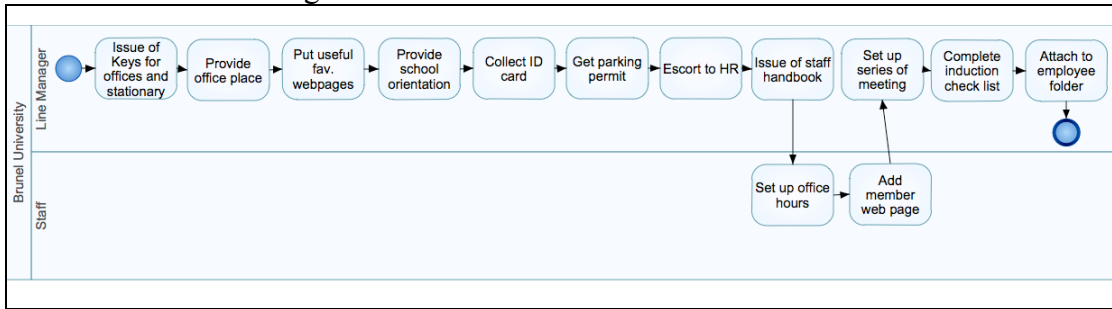 Brunel University
Line Manager
Issue of
Keys for
offices and
stationary
Provide
office place
Put useful
fav.
webpages
Provide
school
orientation
Collect ID
card
Get parking
permit
Escort to HR
Issue of staff
handbook
Set up
series of
meeting
Complete
induction
check list
Attach to
employee
folder
Staff
Set up office
hours
Add
member
web page